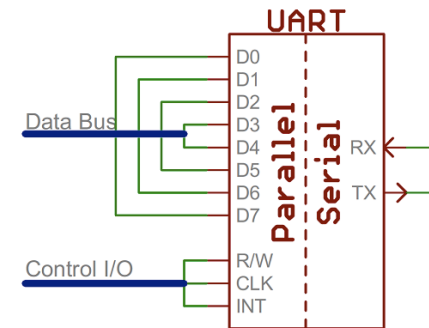 UART
D0
D1
Data Bus
D2
D3
D4
D5
D6
D7
Parallel
Serial
RX
TX
Control I/O
R/W
CLK
INT